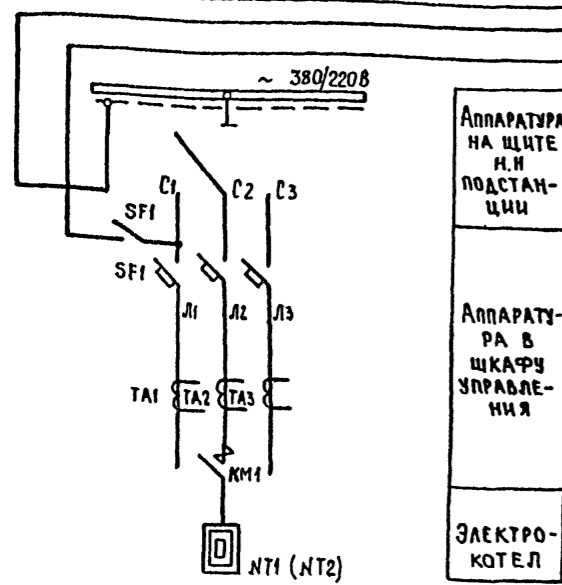 ~ 380/220В
С1 С2 С3
SF1
SF1
Л1 Л2 Л3
ТА1 ТА2 ТА3
КМ1
NT1 (NT2)
АППАРАТУРА
НА ЩИТЕ
Н.Н
ПОДСТАН-
ЦИИ
АППАРАТУ-
РА В
ШКАФУ
УПРАВЛЕ-
НИЯ
ЭЛЕКТРО-
КОТЕЛ